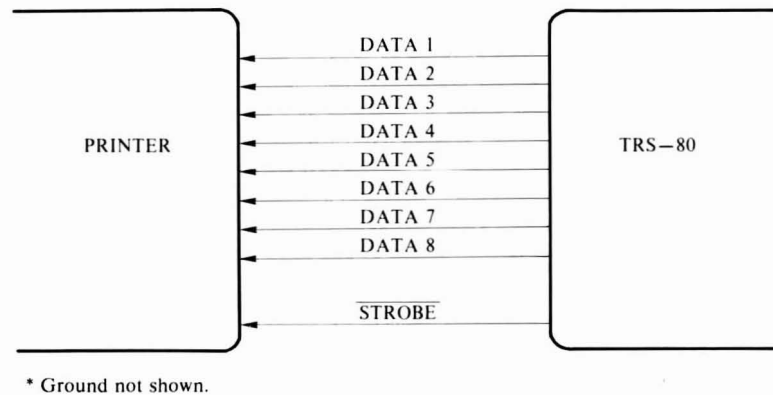 DATA 1
DATA 2
DATA 3
DATA 4
PRINTER
TRS-80
DATA 5
DATA 6
DATA 7
DATA 8
STROBE
* Ground not shown.